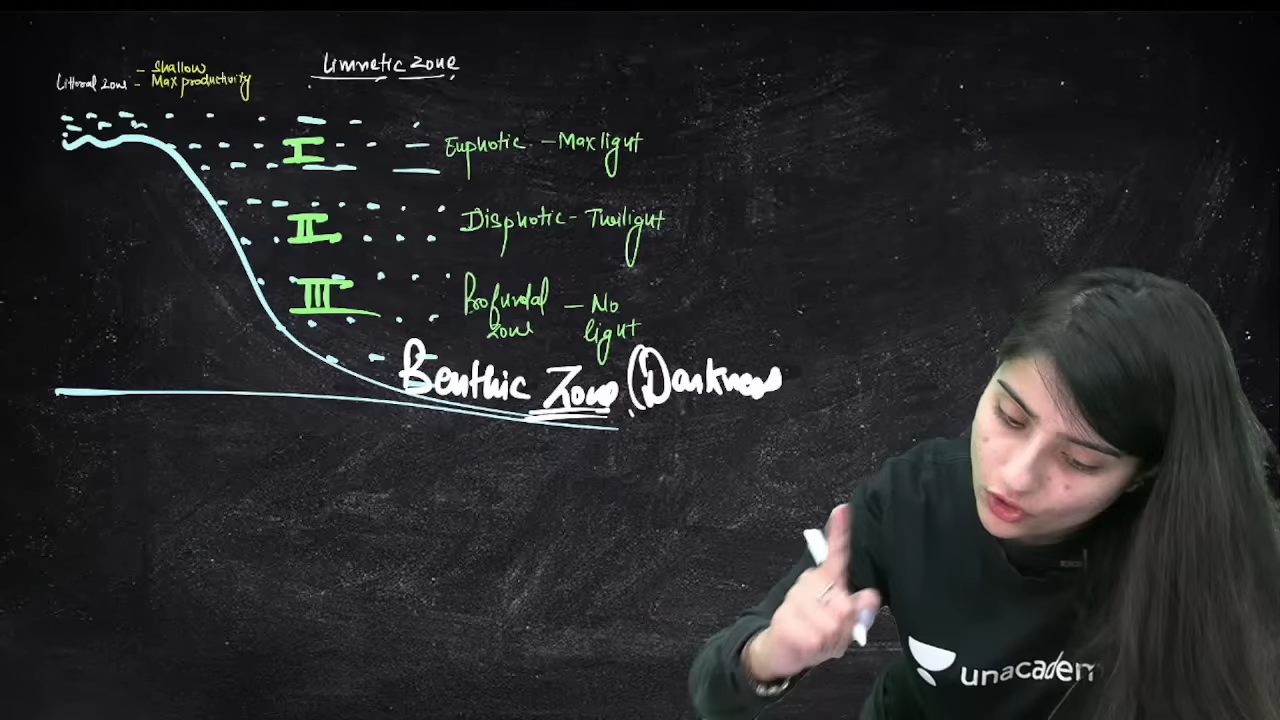 Littoral Zone - Shallow
- Max productivity
Limnetic Zone
I
Euphotic - Max light
II
Disphotic - Twilight
III
Profundal - No
zone light
Benthic Zone (Darkness
unacadem